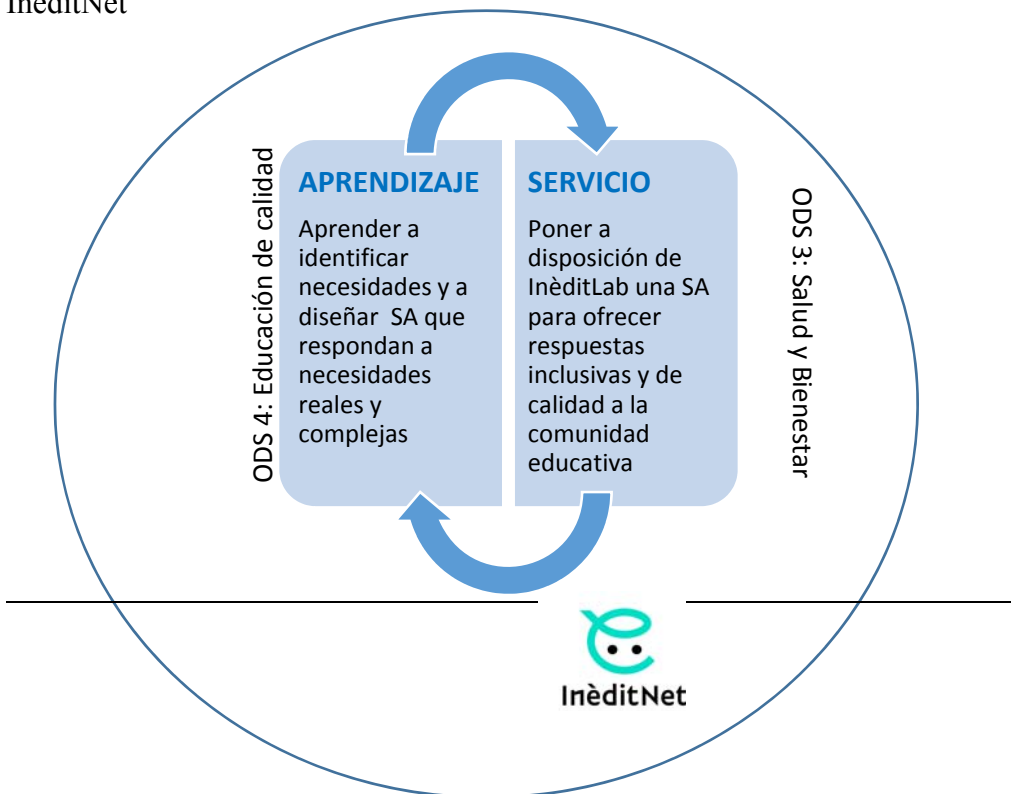 InèditNet
ODS 4: Educación de calidad
APRENDIZAJE
Aprender a
identificar
necesidades y a
diseñar SA que
respondan a
necesidades
reales y
complejas
SERVICIO
Poner a
disposición de
InèditLab una SA
para ofrecer
respuestas
inclusivas y de
calidad a la
comunidad
educativa
ODS 3: Salud y Bienestar
InèditNet